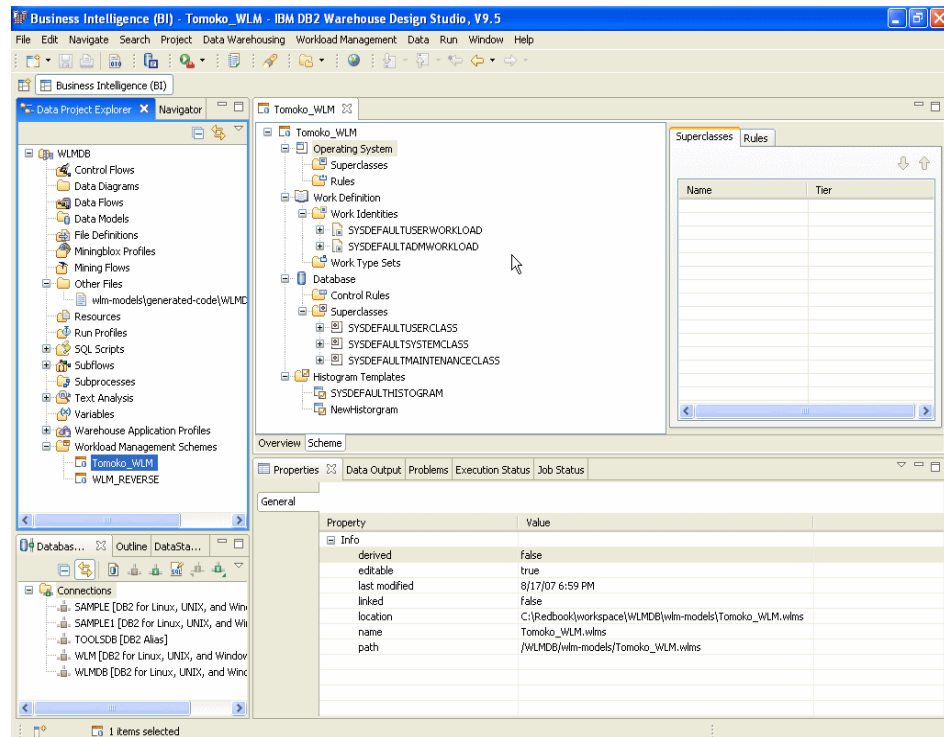 Business Intelligence (BI) - Tomoko_WLM - IBM DB2 Warehouse Design Studio, V9.5
File Edit Navigate Search Project Data Warehousing Workload Management Data Run Window Help
Business Intelligence (BI)
Data Project Explorer Navigator
WLMDB
Control Flows
Data Diagrams
Data Flows
Data Models
File Definitions
Miningblox Profiles
Mining Flows
Other Files
wlm-models\generated-code\WLMD
Resources
Run Profiles
SQL Scripts
Subflows
Subprocesses
Text Analysis
Variables
Warehouse Application Profiles
Workload Management Schemes
Tomoko_WLM
WLM_REVERSE
Databas... Outline DataSta...
Connections
SAMPLE [DB2 for Linux, UNIX, and Win
SAMPLE1 [DB2 for Linux, UNIX, and Wi
TOOLSDB [DB2 Alias]
WLM [DB2 for Linux, UNIX, and Window
WLMDB [DB2 for Linux, UNIX, and Wind
Tomoko_WLM
Tomoko_WLM
Operating System
Superclasses
Rules
Work Definition
Work Identities
SYSDEFAULTUSERWORKLOAD
SYSDEFAULTADMWORKLOAD
Work Type Sets
Database
Control Rules
Superclasses
SYSDEFAULTUSERCLASS
SYSDEFAULTSYSTEMCLASS
SYSDEFAULTMAINTENANCECLASS
Histogram Templates
SYSDEFAULTHISTOGRAM
NewHistorgram
Overview Scheme
Superclasses Rules
Name Tier
Properties Data Output Problems Execution Status Job Status
General
Property Value
Info
derived false
editable true
last modified 8/17/07 6:59 PM
linked false
location C:\Redbook\workspace\WLMDB\wlm-models\Tomoko_WLM.wlms
name Tomoko_WLM.wlms
path /WLMDB/wlm-models/Tomoko_WLM.wlms
1 items selected